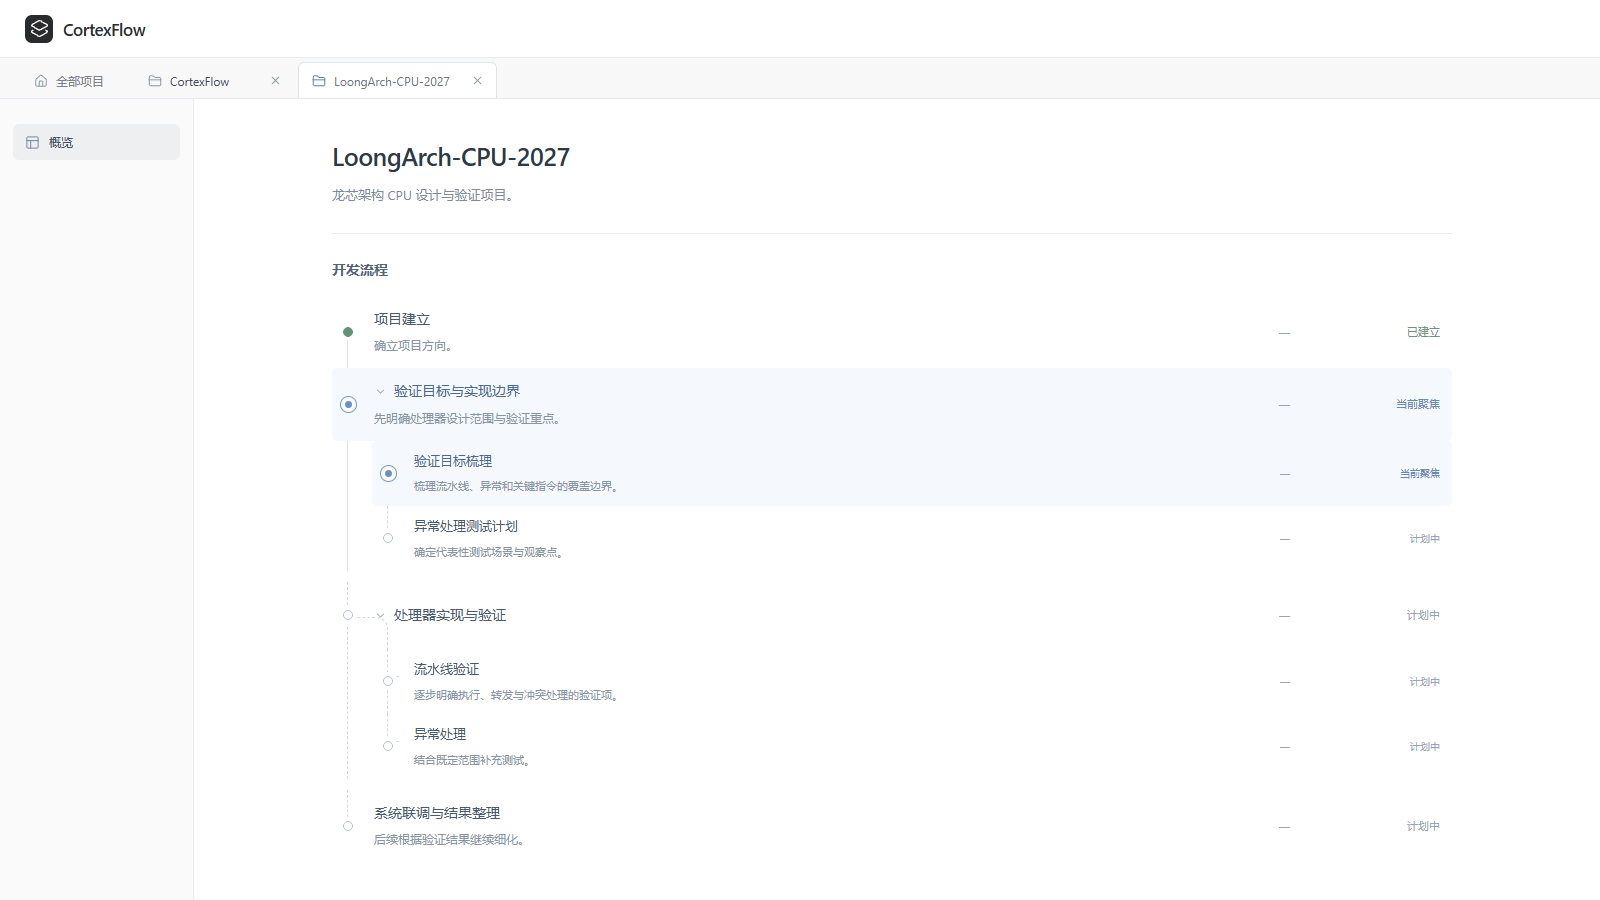 CortexFlow
全部项目
CortexFlow
LoongArch-CPU-2027
概览
LoongArch-CPU-2027
龙芯架构 CPU 设计与验证项目。
开发流程
项目建立
确立项目方向。
—
已建立
验证目标与实现边界
先明确处理器设计范围与验证重点。
—
当前聚焦
验证目标梳理
梳理流水线、异常和关键指令的覆盖边界。
—
当前聚焦
异常处理测试计划
确定代表性测试场景与观察点。
—
计划中
处理器实现与验证
—
计划中
流水线验证
逐步明确执行、转发与冲突处理的验证项。
—
计划中
异常处理
结合既定范围补充测试。
—
计划中
系统联调与结果整理
后续根据验证结果继续细化。
—
计划中